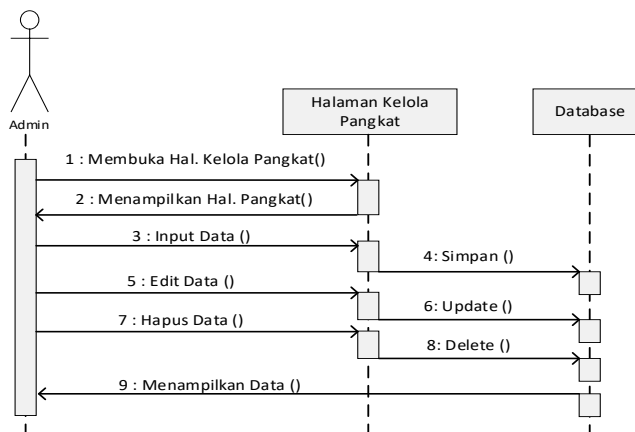 Halaman Kelola
Pangkat
Database
Admin
1 : Membuka Hal. Kelola Pangkat()
2 : Menampilkan Hal. Pangkat()
3 : Input Data ()
4: Simpan ()
5 : Edit Data ()
6: Update ()
7 : Hapus Data ()
8: Delete ()
9 : Menampilkan Data ()